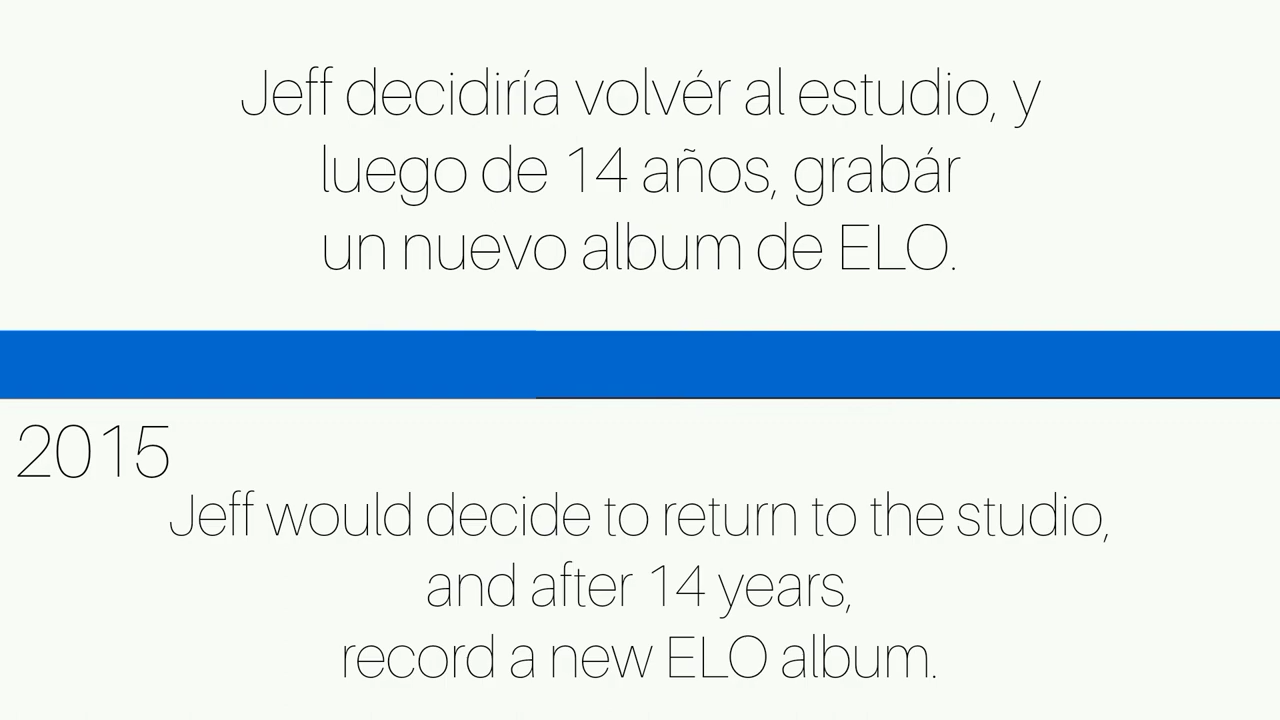 Jeff decidiría volvér al estudio, y
luego de 14 años, grabár
un nuevo album de ELO.
2015
Jeff would decide to return to the studio,
and after 14 years,
record a new ELO album.